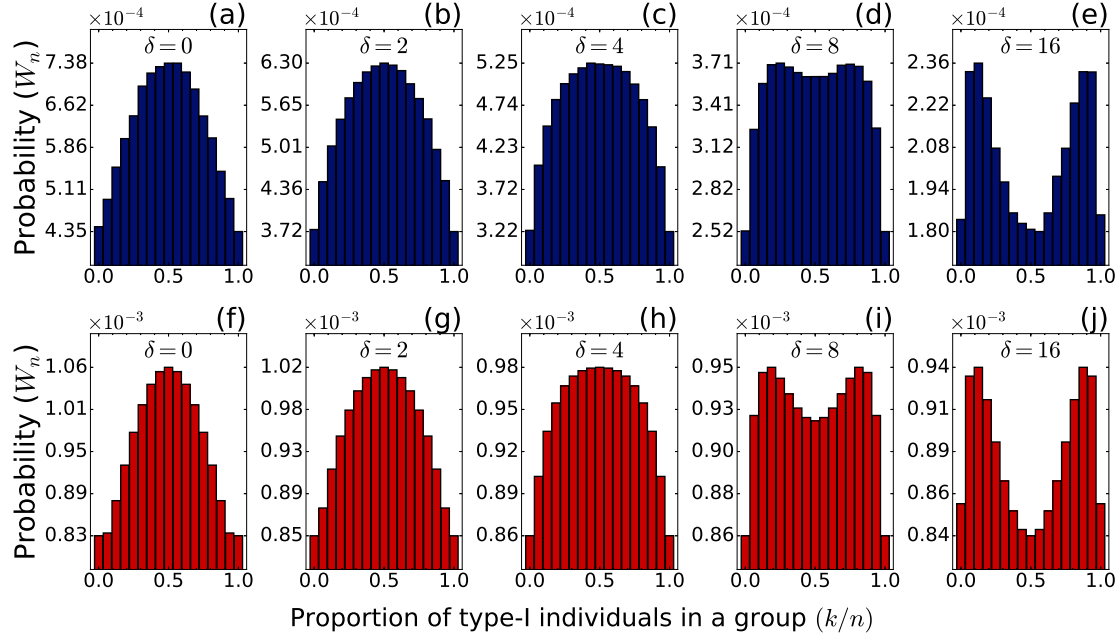 ×10⁻⁴ (a) ×10⁻⁴ (b) ×10⁻⁴ (c) ×10⁻⁴ (d) ×10⁻⁴ (e)
δ = 0 δ = 2 δ = 4 δ = 8 δ = 16
7.38 6.30 5.25 3.71 2.36
6.62 5.65 4.74 3.41 2.22
5.86 5.01 4.23 3.12 2.08
5.11 4.36 3.72 2.82 1.94
4.35 3.72 3.22 2.52 1.80
Probability (Wₙ)
0.0 0.5 1.0 0.0 0.5 1.0 0.0 0.5 1.0 0.0 0.5 1.0 0.0 0.5 1.0
×10⁻³ (f) ×10⁻³ (g) ×10⁻³ (h) ×10⁻³ (i) ×10⁻³ (j)
δ = 0 δ = 2 δ = 4 δ = 8 δ = 16
1.06 1.02 0.98 0.95 0.94
1.01 0.98 0.95 0.93 0.91
0.95 0.93 0.92 0.90 0.89
0.89 0.89 0.89 0.88 0.86
0.83 0.85 0.86 0.86 0.84
Probability (Wₙ)
0.0 0.5 1.0 0.0 0.5 1.0 0.0 0.5 1.0 0.0 0.5 1.0 0.0 0.5 1.0
Proportion of type-I individuals in a group (k/n)